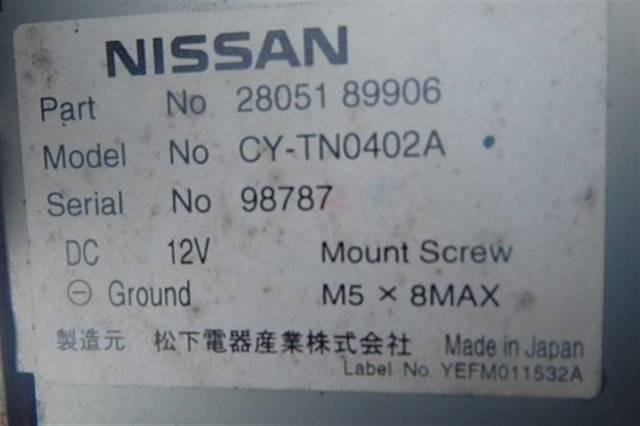 NISSAN
Part No 28051 89906
Model No CY-TN0402A
Serial No 98787
DC 12V Mount Screw
⊖ Ground M5 × 8MAX
製造元 松下電器産業株式会社 Made in Japan
Label No. YEFM011532A